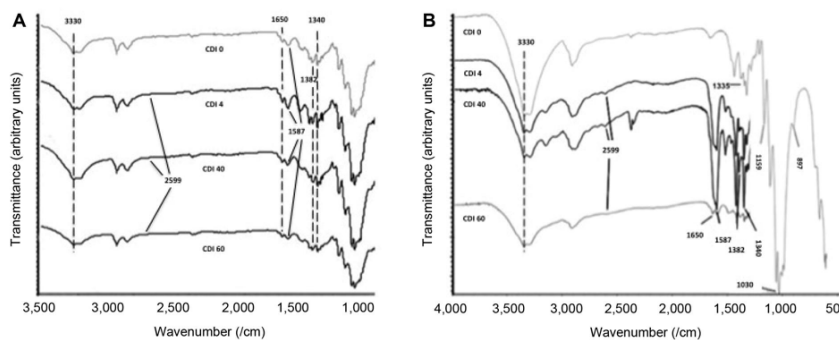 A
3330
1650
1340
CDI 0
1382
CDI 4
1587
CDI 40
2599
CDI 60
Transmittance (arbitrary units)
3,500
3,000
2,500
2,000
1,500
1,000
Wavenumber (/cm)
B
CDI 0
3330
CDI 4
1335
CDI 40
2599
1159
897
CDI 60
1650
1587
1382
1340
1030
Transmittance (arbitrary units)
4,000
3,500
3,000
2,500
2,000
1,500
1,000
500
Wavenumber (/cm)